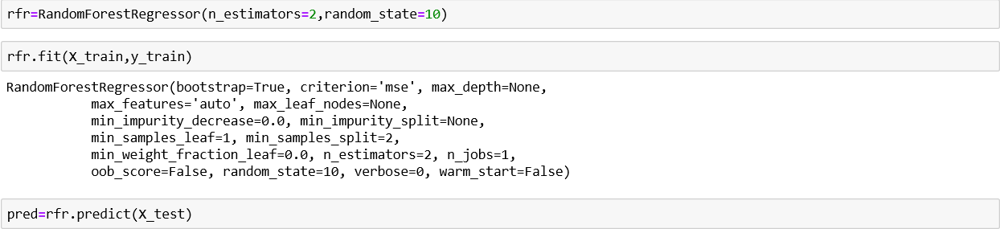 rfr=RandomForestRegressor(n_estimators=2,random_state=10)
rfr.fit(X_train,y_train)
RandomForestRegressor(bootstrap=True, criterion='mse', max_depth=None,
max_features='auto', max_leaf_nodes=None,
min_impurity_decrease=0.0, min_impurity_split=None,
min_samples_leaf=1, min_samples_split=2,
min_weight_fraction_leaf=0.0, n_estimators=2, n_jobs=1,
oob_score=False, random_state=10, verbose=0, warm_start=False)
pred=rfr.predict(X_test)